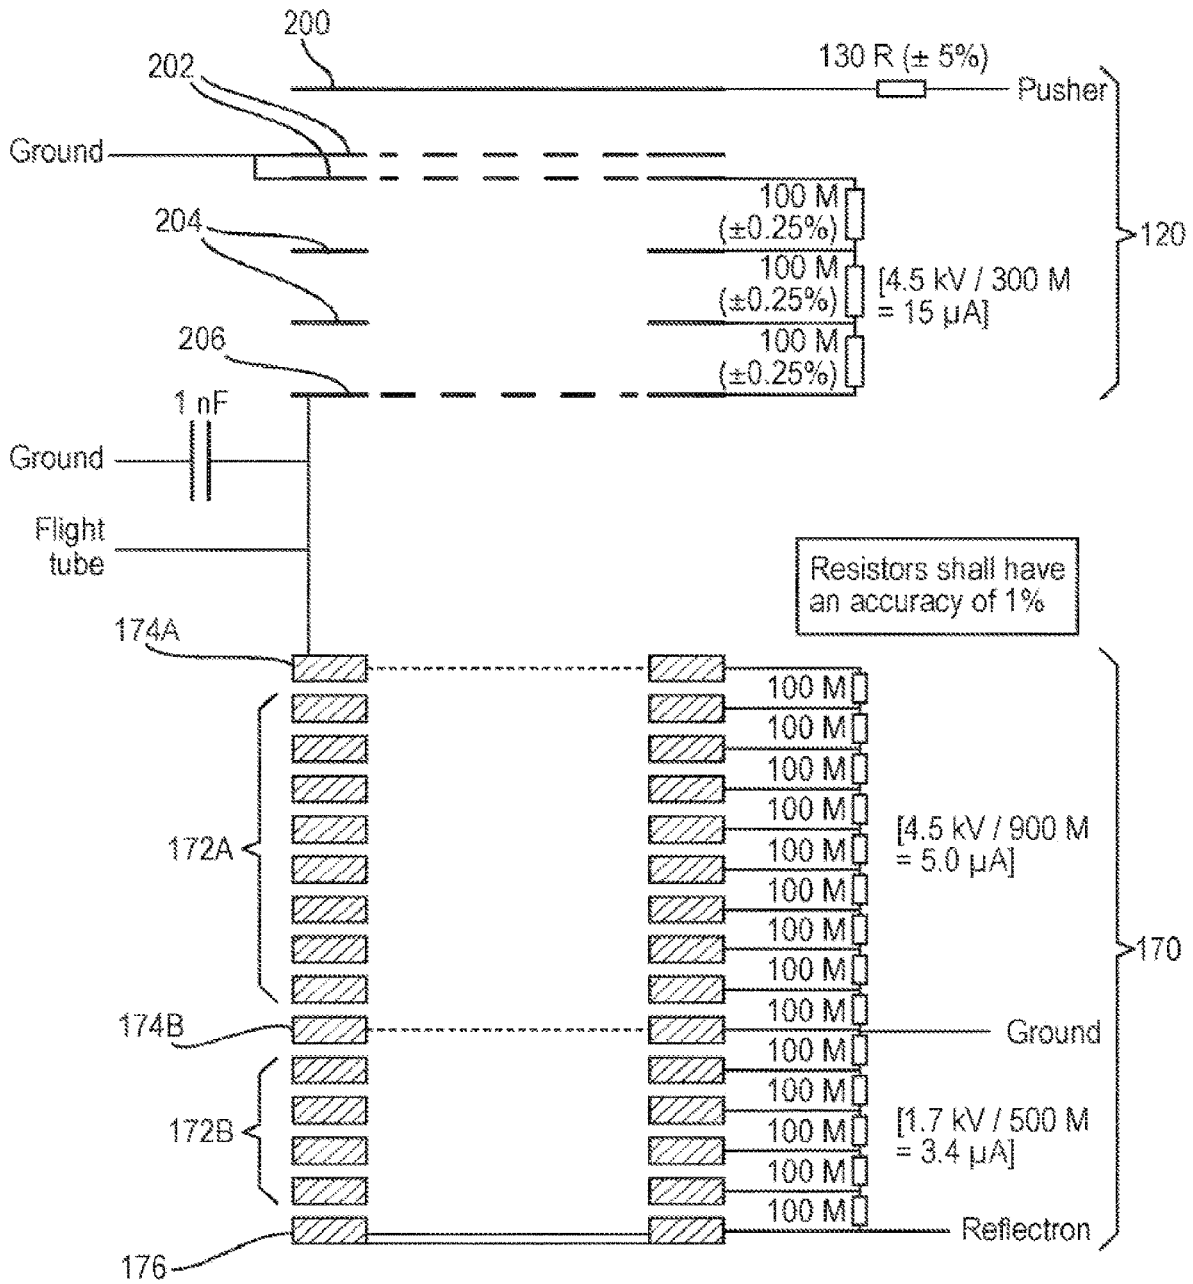 200
130 R (± 5%)
202
Pusher
Ground
100 M
(±0.25%)
204
120
100 M
(±0.25%)
[4.5 kV / 300 M
= 15 µA]
206
100 M
(±0.25%)
1 nF
Ground
Flight
tube
Resistors shall have
an accuracy of 1%
174A
100 M
100 M
100 M
100 M
172A
[4.5 kV / 900 M
= 5.0 µA]
100 M
100 M
100 M
170
100 M
174B
100 M
Ground
100 M
100 M
172B
100 M
[1.7 kV / 500 M
= 3.4 µA]
100 M
100 M
Reflectron
176